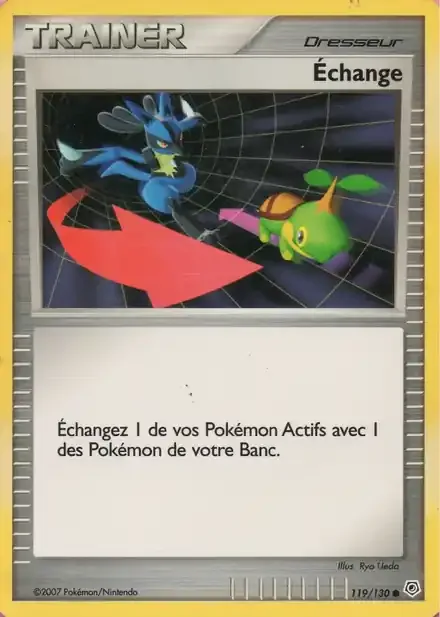 TRAINER
Dresseur
Échange
Échangez 1 de vos Pokémon Actifs avec 1
des Pokémon de votre Banc.
Illus. Ryo Ueda
©2007 Pokémon/Nintendo
119/130